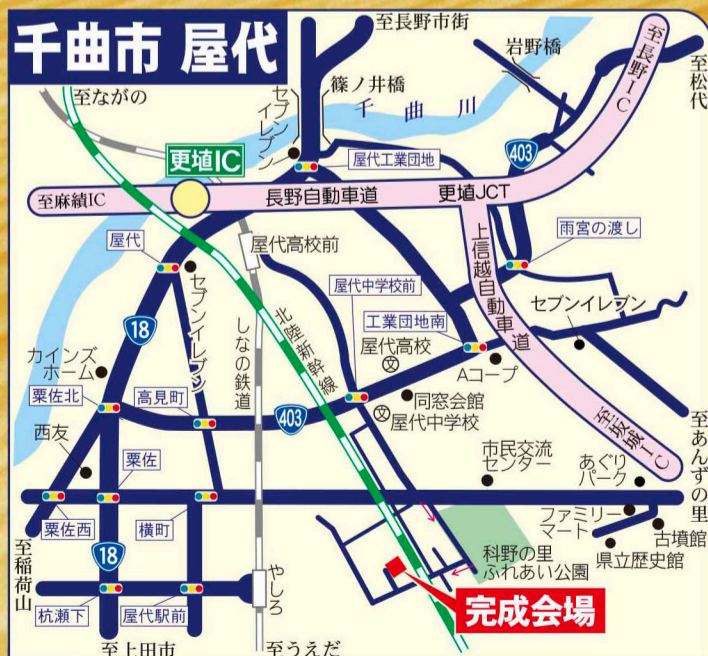 千曲市 屋代
至長野市街
岩野橋
至長野IC
至松代
至ながの
セブンイレブン
篠ノ井橋
千曲川
更埴IC
屋代工業団地
403
至麻績IC
長野自動車道
更埴JCT
屋代
屋代高校前
雨宮の渡し
上信越自動車道
屋代中学校前
18
セブンイレブン
しなの鉄道
北陸新幹線
工業団地南
セブンイレブン
カインズ
ホーム
屋代高校
文
Aコープ
粟佐北
高見町
403
同窓会館
文
屋代中学校
至坂城IC
至あんずの里
西友
市民交流
センター
あぐり
パーク
粟佐
粟佐西
横町
ファミリー
マート
古墳館
県立歴史館
科野の里
ふれあい公園
至稲荷山
18
杭瀬下
屋代駅前
やしろ
完成会場
至上田市
至うえだ